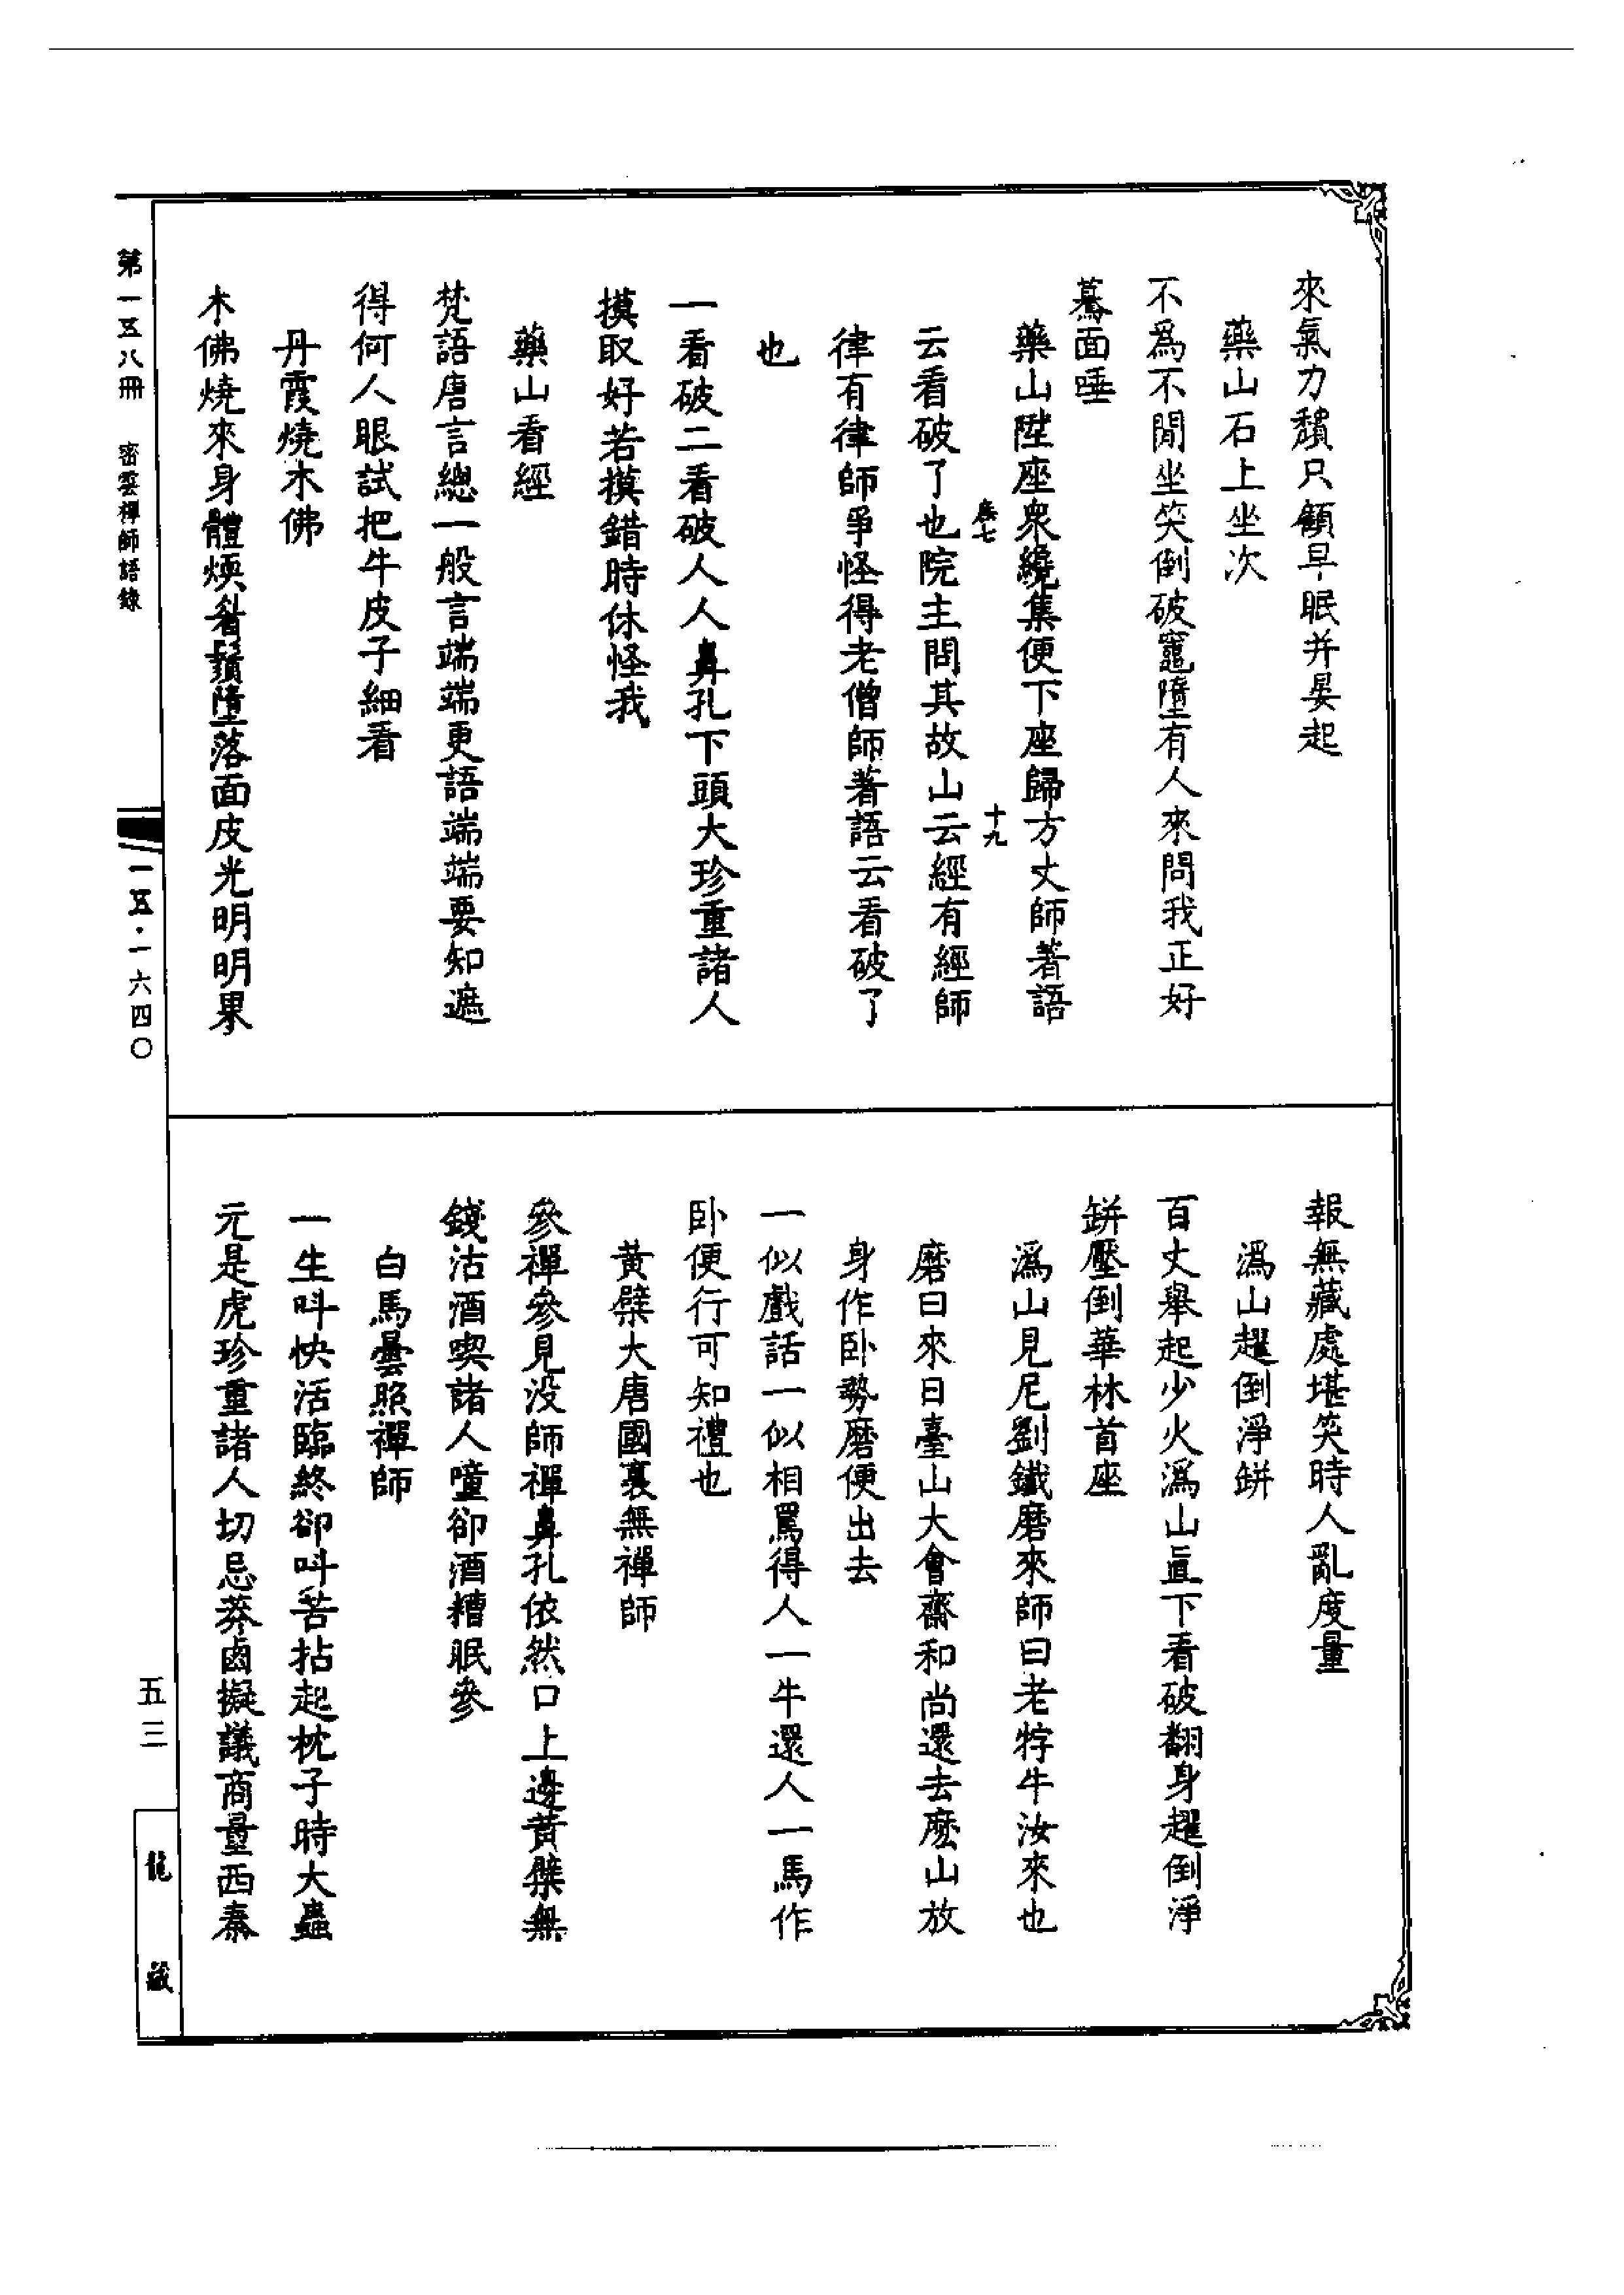 來氣力纇只顧早眠并晏起
藥山石上坐次
不爲不閒坐笑倒破竈墮有人來問我正好
驀面唾
藥山陞座衆纔集便下座歸方丈師著語
十九
云看破了也院主問其故山云經有經師
律有律師爭怪得老僧師著語云看破了
也
一看破二看破人人鼻孔下頭大珍重諸人
摸取好若摸錯時休怪我
藥山看經
梵語唐言總一般言端端更語端端要知遮
得何人眼試把牛皮子細看
丹霞燒木佛
木佛燒來身體煥眉鬚墮落面皮光明明果
報無藏處堪笑時人亂度量
潙山趯倒淨缾
百丈舉起少火潙山直下看破翻身趯倒淨
缾壓倒華林首座
潙山見尼劉鐵磨來師曰老牸牛汝來也
磨曰來日臺山大會齋和尚還去麽山放
身作卧勢磨便出去
一似戲話一似相罵得人一牛還人一馬作
卧便行可知禮也
黃檗大唐國裏無禪師
參禪參見没師禪鼻孔依然口上邊黃檗無
錢沽酒喫諸人噇卻酒糟眠參
白馬曇照禪師
一生呌快活臨終卻呌苦拈起枕子時大蟲
元是虎珍重諸人切忌莽鹵擬議商量西秦
第一五八冊 密雲禪師語錄
一五·一六四〇
五三
龍藏